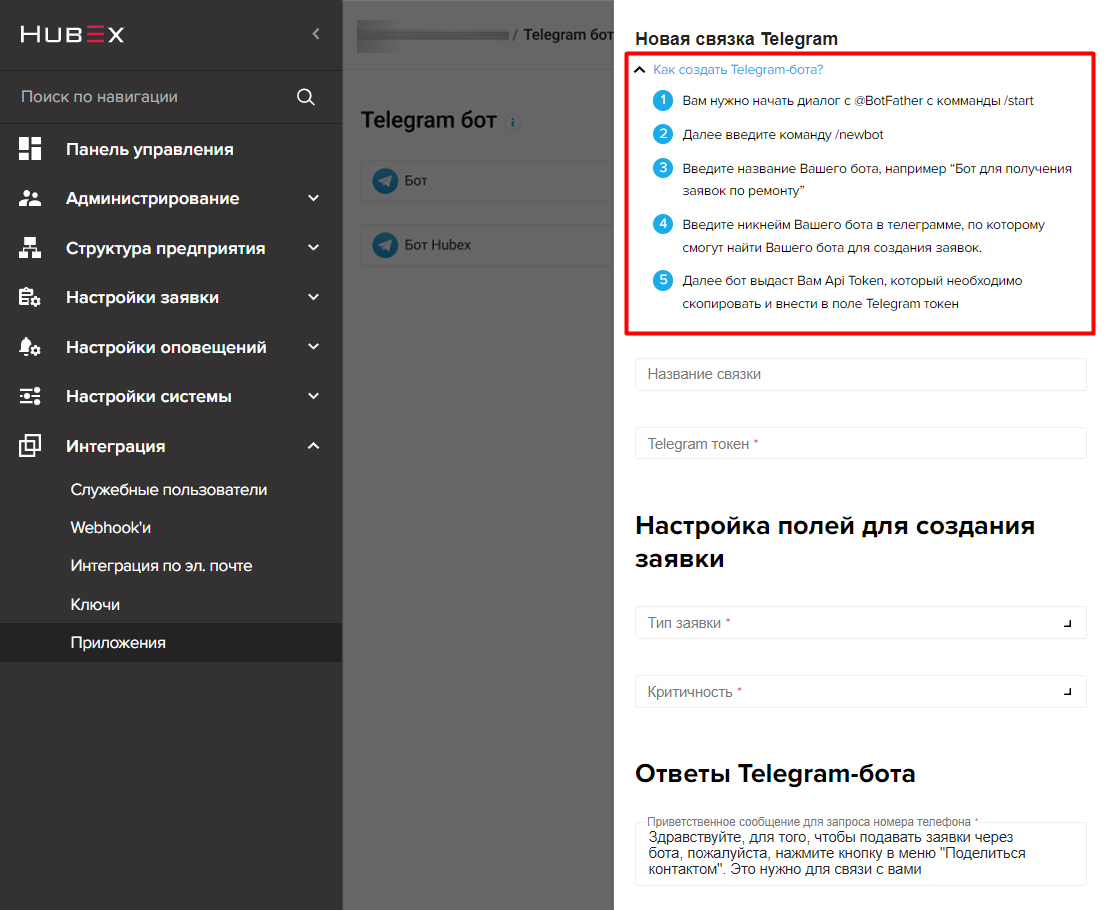 HUBEX
Поиск по навигации
Панель управления
Администрирование
Структура предприятия
Настройки заявки
Настройки оповещений
Настройки системы
Интеграция
Служебные пользователи
Webhook'и
Интеграция по эл. почте
Ключи
Приложения
/ Telegram бот
Telegram бот i
Бот
Бот Hubex
Новая связка Telegram
Как создать Telegram-бота?
1 Вам нужно начать диалог с @BotFather с комманды /start
2 Далее введите команду /newbot
3 Введите название Вашего бота, например “Бот для получения
заявок по ремонту”
4 Введите никнейм Вашего бота в телеграмме, по которому
смогут найти Вашего бота для создания заявок.
5 Далее бот выдаст Вам Api Token, который необходимо
скопировать и внести в поле Telegram токен
Название связки
Telegram токен *
Настройка полей для создания
заявки
Тип заявки *
Критичность *
Ответы Telegram-бота
Приветственное сообщение для запроса номера телефона *
Здравствуйте, для того, чтобы подавать заявки через
бота, пожалуйста, нажмите кнопку в меню "Поделиться
контактом". Это нужно для связи с вами